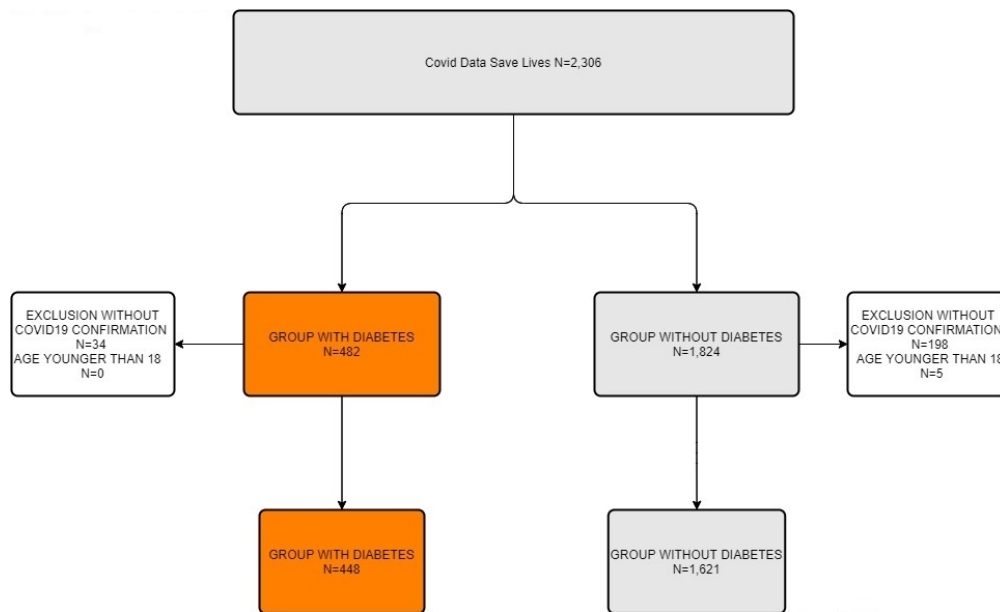 Covid Data Save Lives N=2,306
EXCLUSION WITHOUT
COVID19 CONFIRMATION
N=34
AGE YOUNGER THAN 18
N=0
GROUP WITH DIABETES
N=482
GROUP WITHOUT DIABETES
N=1,824
EXCLUSION WITHOUT
COVID19 CONFIRMATION
N=198
AGE YOUNGER THAN 18
N=5
GROUP WITH DIABETES
N=448
GROUP WITHOUT DIABETES
N=1,621